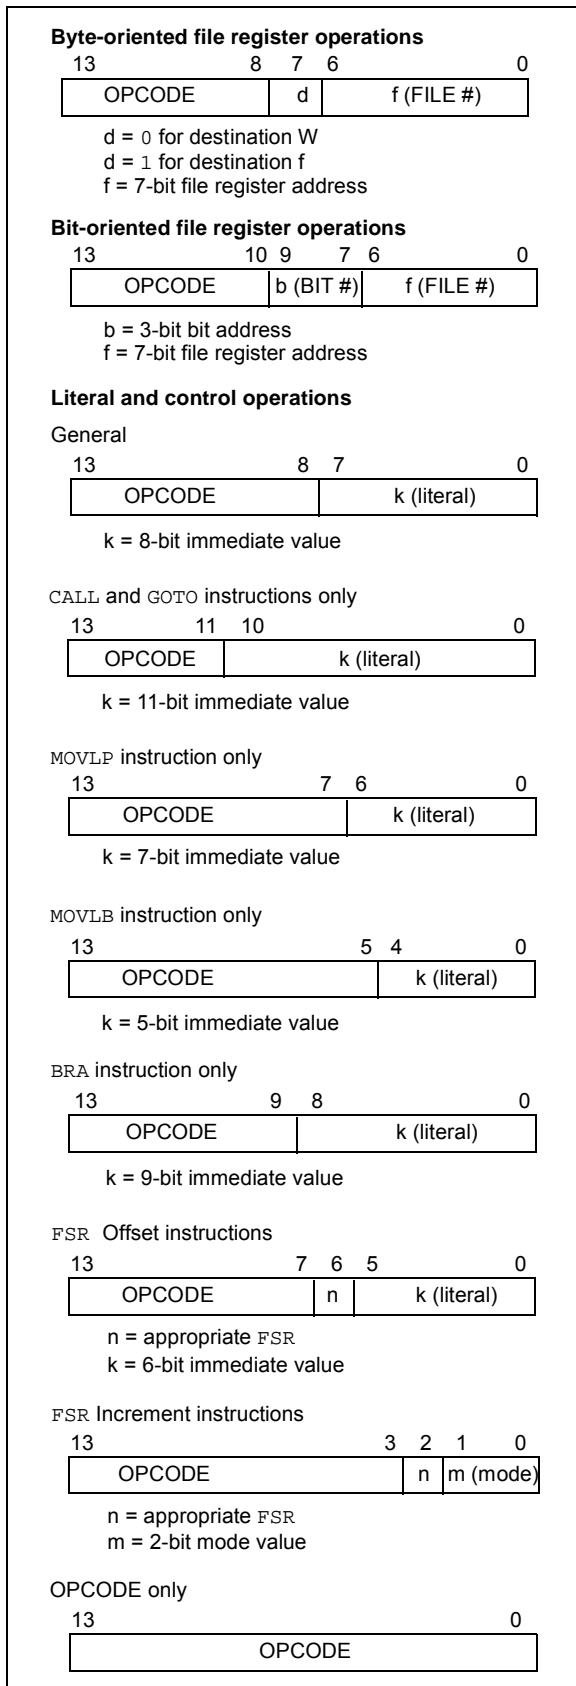 Byte-oriented file register operations
13 8 7 6 0
OPCODE d f (FILE #)
d = 0 for destination W
d = 1 for destination f
f = 7-bit file register address
Bit-oriented file register operations
13 10 9 7 6 0
OPCODE b (BIT #) f (FILE #)
b = 3-bit bit address
f = 7-bit file register address
Literal and control operations
General
13 8 7 0
OPCODE k (literal)
k = 8-bit immediate value
CALL and GOTO instructions only
13 11 10 0
OPCODE k (literal)
k = 11-bit immediate value
MOVLP instruction only
13 7 6 0
OPCODE k (literal)
k = 7-bit immediate value
MOVLB instruction only
13 5 4 0
OPCODE k (literal)
k = 5-bit immediate value
BRA instruction only
13 9 8 0
OPCODE k (literal)
k = 9-bit immediate value
FSR Offset instructions
13 7 6 5 0
OPCODE n k (literal)
n = appropriate FSR
k = 6-bit immediate value
FSR Increment instructions
13 3 2 1 0
OPCODE n m (mode)
n = appropriate FSR
m = 2-bit mode value
OPCODE only
13 0
OPCODE